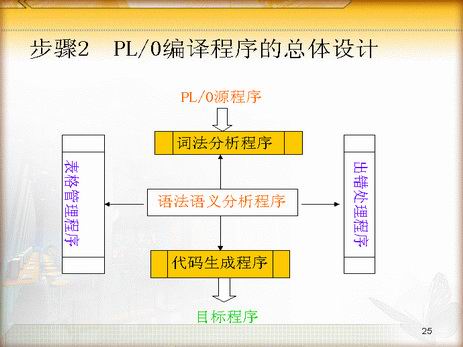 步骤2 PL/0编译程序的总体设计
PL/0源程序
词法分析程序
表格管理程序
语法语义分析程序
出错处理程序
代码生成程序
目标程序
25